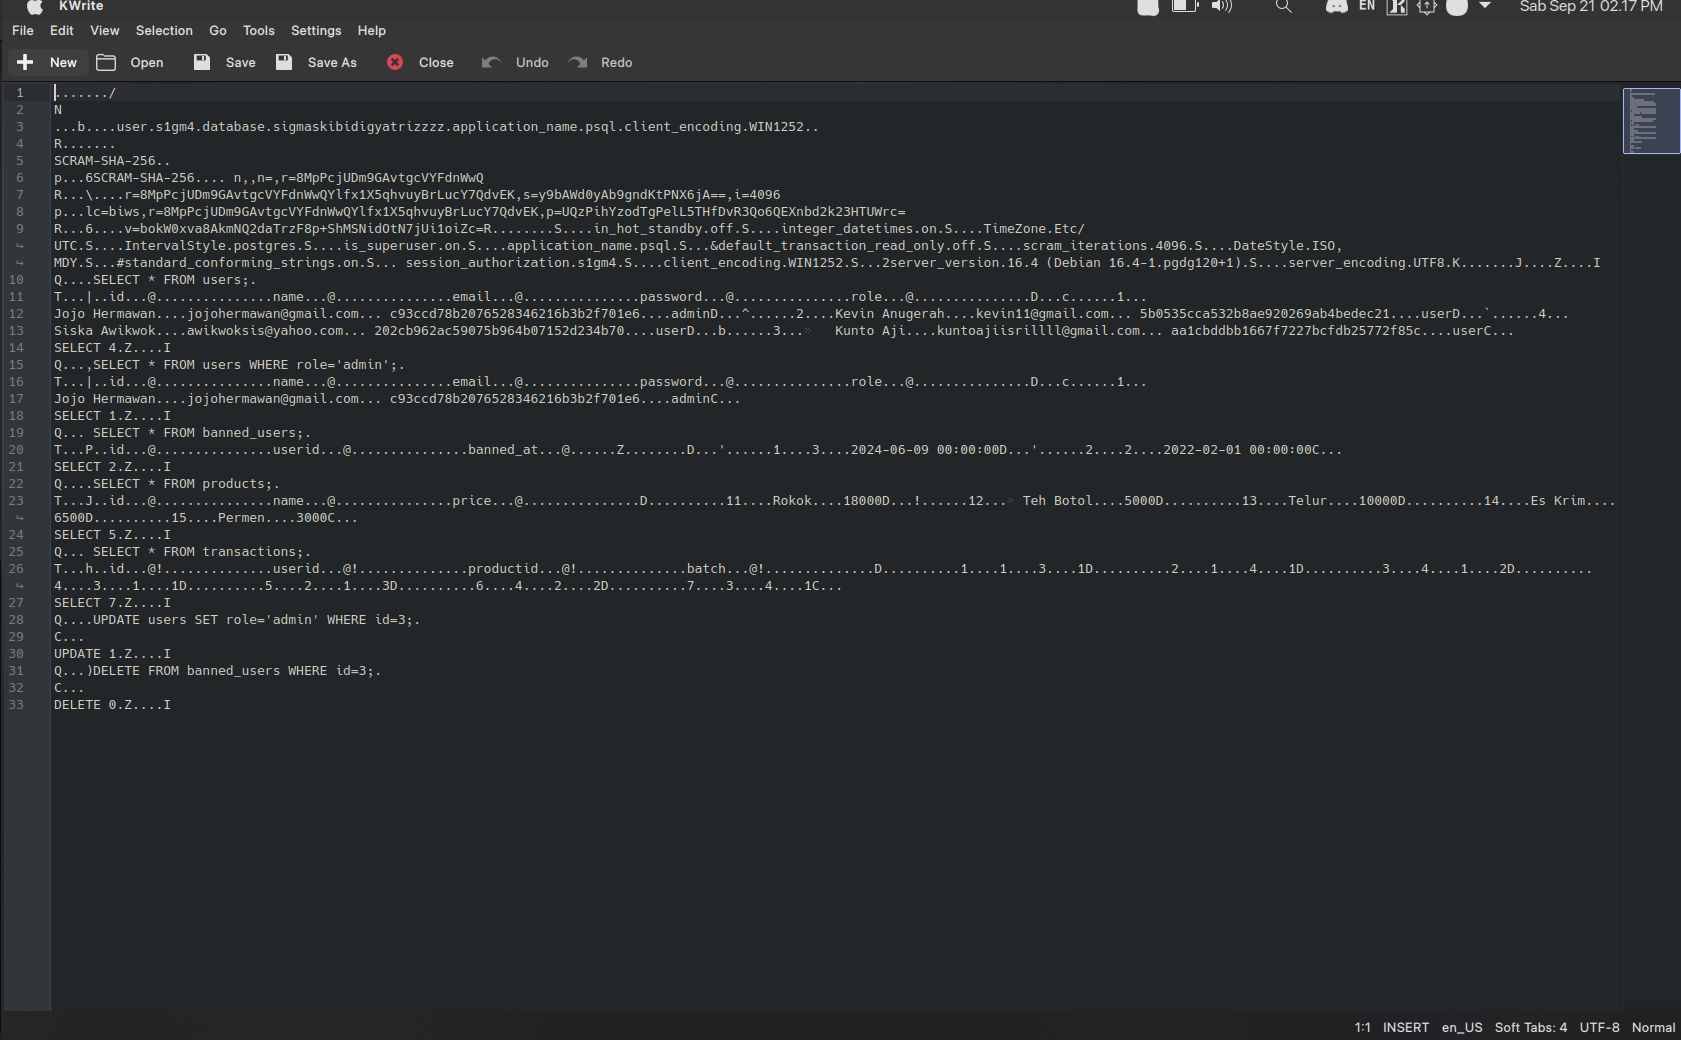 KWrite
EN
Sab Sep 21 02.17 PM
File Edit View Selection Go Tools Settings Help
New Open Save Save As Close Undo Redo
1 ......./
2 N
3 ...b....user.s1gm4.database.sigmaskibidigyatrizzzz.application_name.psql.client_encoding.WIN1252..
4 R.......
5 SCRAM-SHA-256..
6 p...6SCRAM-SHA-256.... n,,n=,r=8MpPcjUDm9GAvtgcVYFdnWwQ
7 R...\....r=8MpPcjUDm9GAvtgcVYFdnWwQYlfx1X5qhvuyBrLucY7QdvEK,s=y9bAWd0yAb9gndKtPNX6jA==,i=4096
8 p...lc=biws,r=8MpPcjUDm9GAvtgcVYFdnWwQYlfx1X5qhvuyBrLucY7QdvEK,p=UQzPihYzodTgPelL5THfDvR3Qo6QEXnbd2k23HTUWrc=
9 R...6....v=bokW0xva8AkmNQ2daTrzF8p+ShMSNidOtN7jUi1oiZc=R........S....in_hot_standby.off.S....integer_datetimes.on.S....TimeZone.Etc/
UTC.S....IntervalStyle.postgres.S....is_superuser.on.S....application_name.psql.S...&default_transaction_read_only.off.S....scram_iterations.4096.S....DateStyle.ISO,
MDY.S...#standard_conforming_strings.on.S... session_authorization.s1gm4.S....client_encoding.WIN1252.S...2server_version.16.4 (Debian 16.4-1.pgdg120+1).S....server_encoding.UTF8.K.......J....Z....I
10 Q....SELECT * FROM users;.
11 T...|..id...@...............name...@...............email...@...............password...@...............role...@...............D...c......1...
12 Jojo Hermawan....jojohermawan@gmail.com... c93ccd78b2076528346216b3b2f701e6....adminD...^......2....Kevin Anugerah....kevin11@gmail.com... 5b0535cca532b8ae920269ab4bedec21....userD...`......4...
13 Siska Awikwok....awikwoksis@yahoo.com... 202cb962ac59075b964b07152d234b70....userD...b......3...» Kunto Aji....kuntoajiisrillll@gmail.com... aa1cbddbb1667f7227bcfdb25772f85c....userC...
14 SELECT 4.Z....I
15 Q...,SELECT * FROM users WHERE role='admin';.
16 T...|..id...@...............name...@...............email...@...............password...@...............role...@...............D...c......1...
17 Jojo Hermawan....jojohermawan@gmail.com... c93ccd78b2076528346216b3b2f701e6....adminC...
18 SELECT 1.Z....I
19 Q... SELECT * FROM banned_users;.
20 T...P..id...@...............userid...@...............banned_at...@......Z........D...'......1....3....2024-06-09 00:00:00D...'......2....2....2022-02-01 00:00:00C...
21 SELECT 2.Z....I
22 Q....SELECT * FROM products;.
23 T...J..id...@...............name...@...............price...@...............D..........11....Rokok....18000D...!......12...» Teh Botol....5000D..........13....Telur....10000D..........14....Es Krim....
6500D..........15....Permen....3000C...
24 SELECT 5.Z....I
25 Q... SELECT * FROM transactions;.
26 T...h..id...@!..............userid...@!..............productid...@!..............batch...@!..............D..........1....1....3....1D..........2....1....4....1D..........3....4....1....2D..........
4....3....1....1D..........5....2....1....3D..........6....4....2....2D..........7....3....4....1C...
27 SELECT 7.Z....I
28 Q....UPDATE users SET role='admin' WHERE id=3;.
29 C...
30 UPDATE 1.Z....I
31 Q...)DELETE FROM banned_users WHERE id=3;.
32 C...
33 DELETE 0.Z....I
1:1 INSERT en_US Soft Tabs: 4 UTF-8 Normal